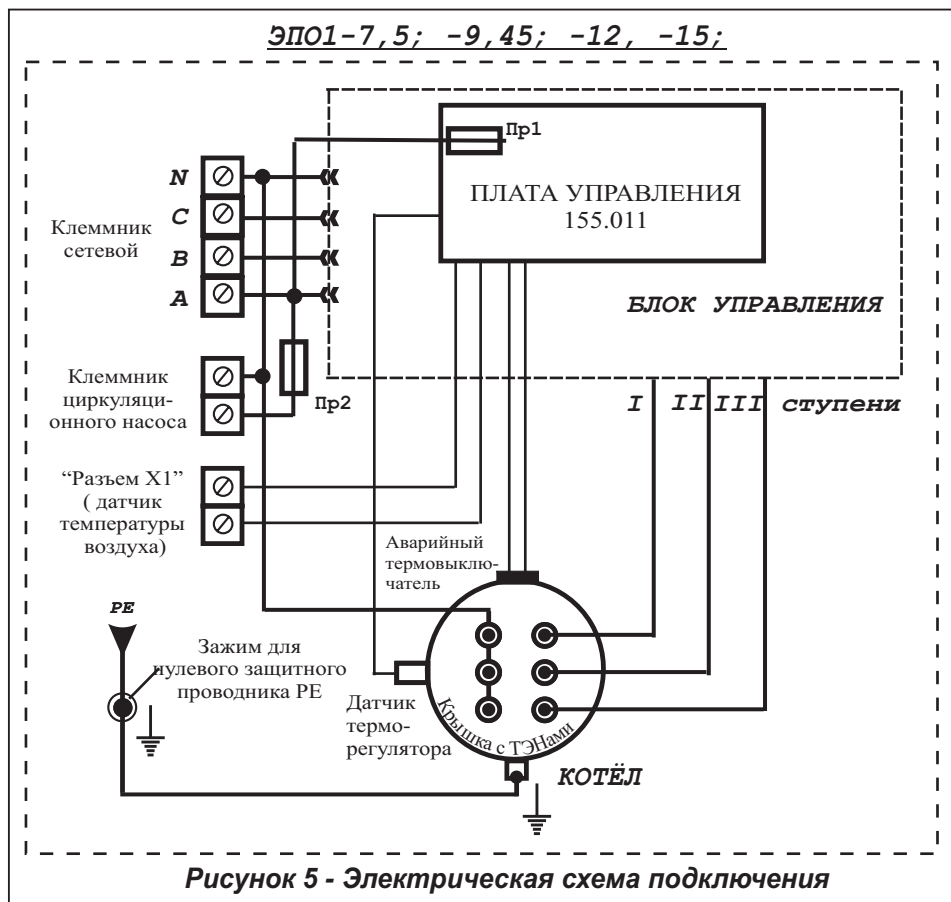 ЭПО1-7,5; -9,45; -12, -15;
Пр1
ПЛАТА УПРАВЛЕНИЯ
155.011
N
C
B
A
Клеммник
сетевой
БЛОК УПРАВЛЕНИЯ
Клеммник
циркуляци-
онного насоса
Пр2
I II III ступени
“Разъем X1”
( датчик
температуры
воздуха)
Аварийный
термовыклю-
чатель
PE
Зажим для
нулевого защитного
проводника PE
Датчик
термо-
регулятора
Крышка с ТЭНами
КОТЁЛ
Рисунок 5 - Электрическая схема подключения